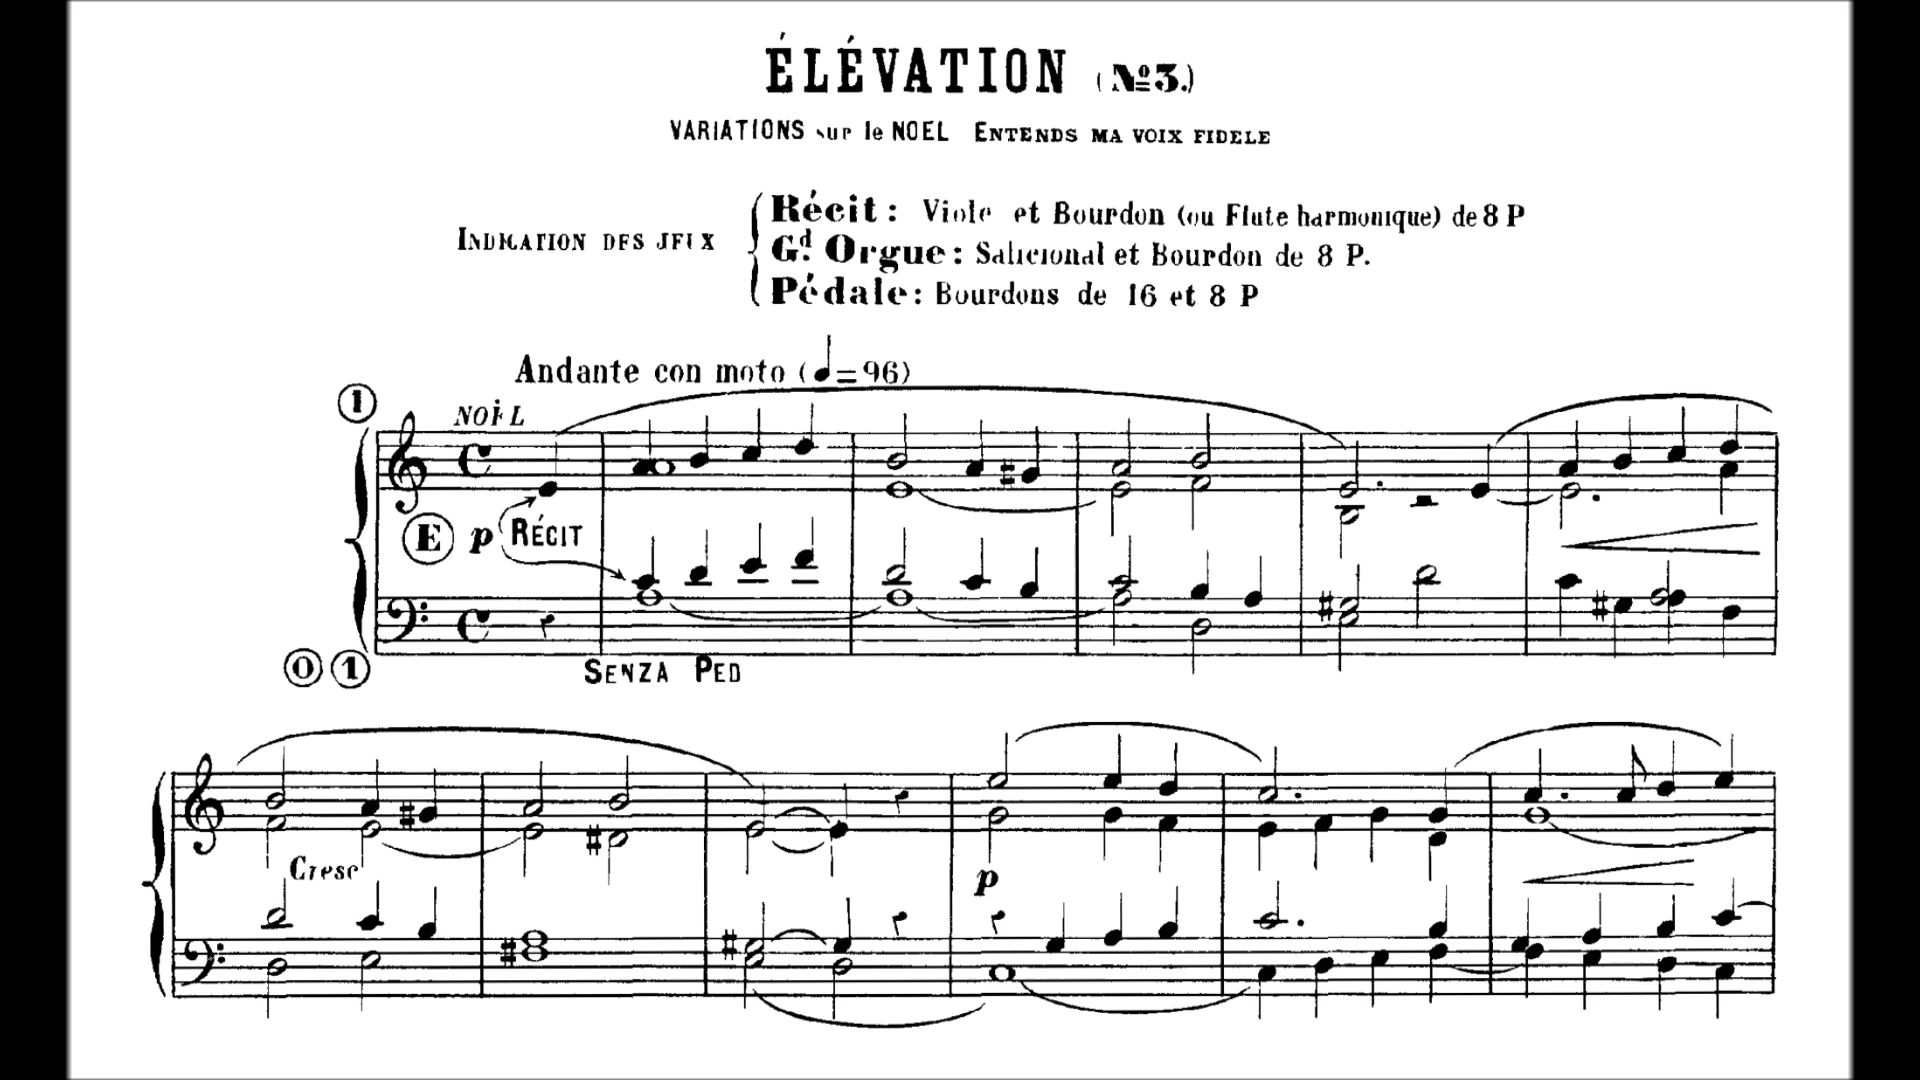 ÉLÉVATION (Nº 3.)
VARIATIONS sur le NOEL ENTENDS MA VOIX FIDELE
Récit: Viole et Bourdon (ou Flute harmonique) de 8 P
INDICATION DES JEUX
Gd. Orgue: Salicional et Bourdon de 8 P.
Pédale: Bourdons de 16 et 8 P
Andante con moto (♩=96)
1
NOËL
E p RÉCIT
0 1
SENZA PED
Cresc
p